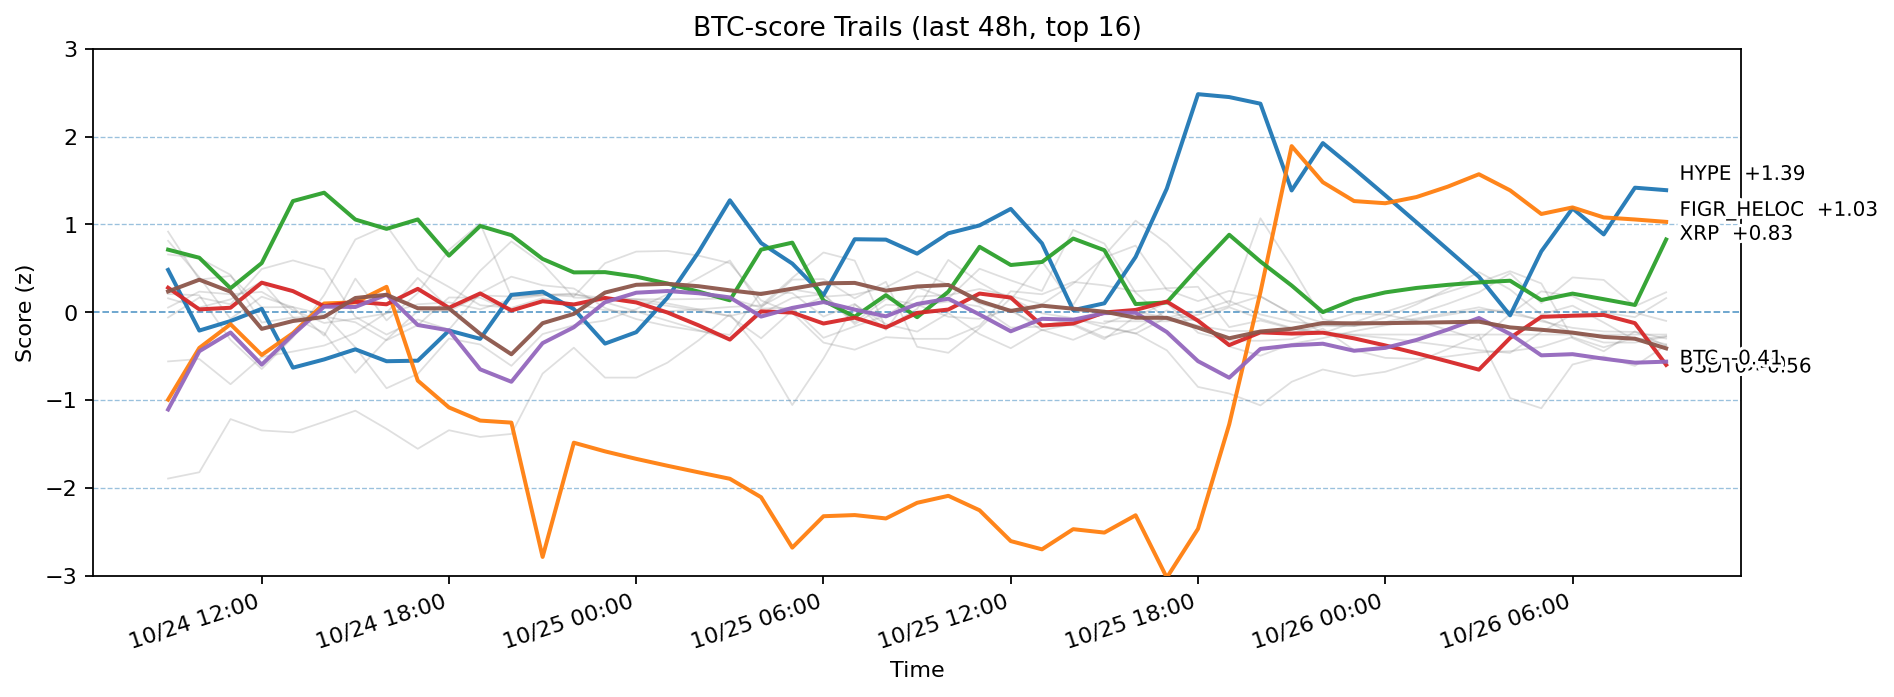 BTC-score Trails (last 48h, top 16)
Score (z)
3
2
1
0
−1
−2
−3
HYPE +1.39
FIGR_HELOC +1.03
XRP +0.83
BTC −0.41
10/24 12:00
10/24 18:00
10/25 00:00
10/25 06:00
10/25 12:00
10/25 18:00
10/26 00:00
10/26 06:00
Time